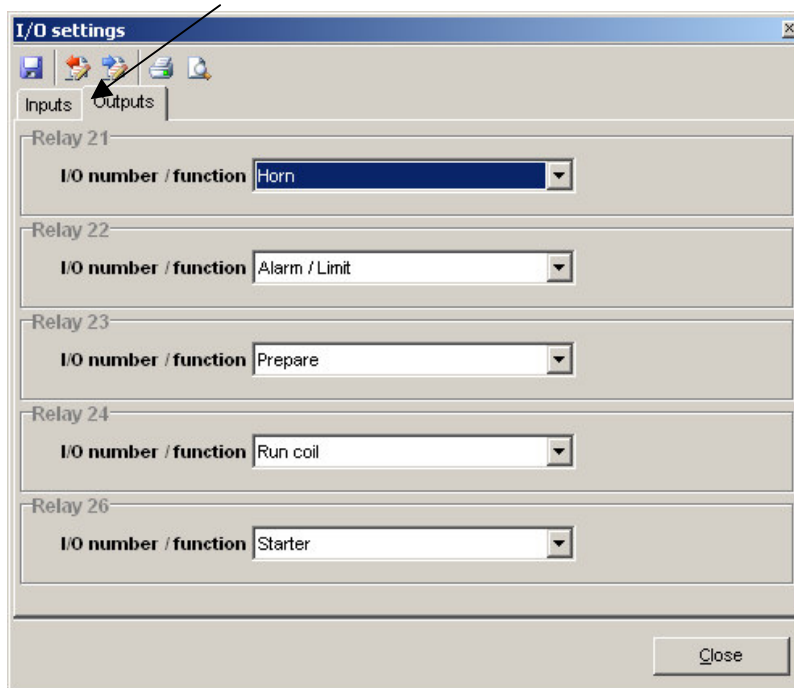 I/O settings
Inputs Outputs
Relay 21
I/O number / function Horn
Relay 22
I/O number / function Alarm / Limit
Relay 23
I/O number / function Prepare
Relay 24
I/O number / function Run coil
Relay 26
I/O number / function Starter
Close